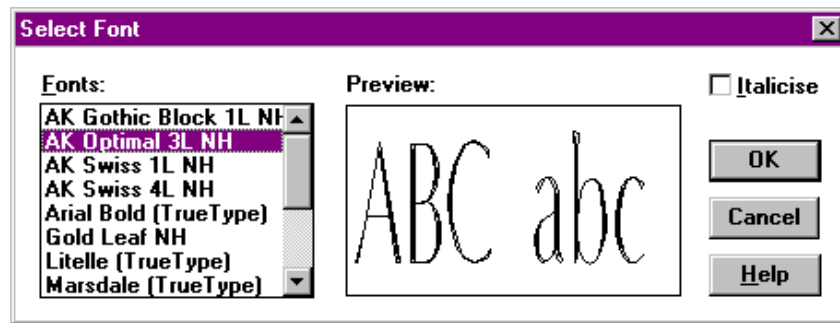 Select Font
Fonts:
AK Gothic Block 1L NH
AK Optimal 3L NH
AK Swiss 1L NH
AK Swiss 4L NH
Arial Bold (TrueType)
Gold Leaf NH
Litelle (TrueType)
Marsdale (TrueType)
Preview:
ABC abc
Italicise
OK
Cancel
Help